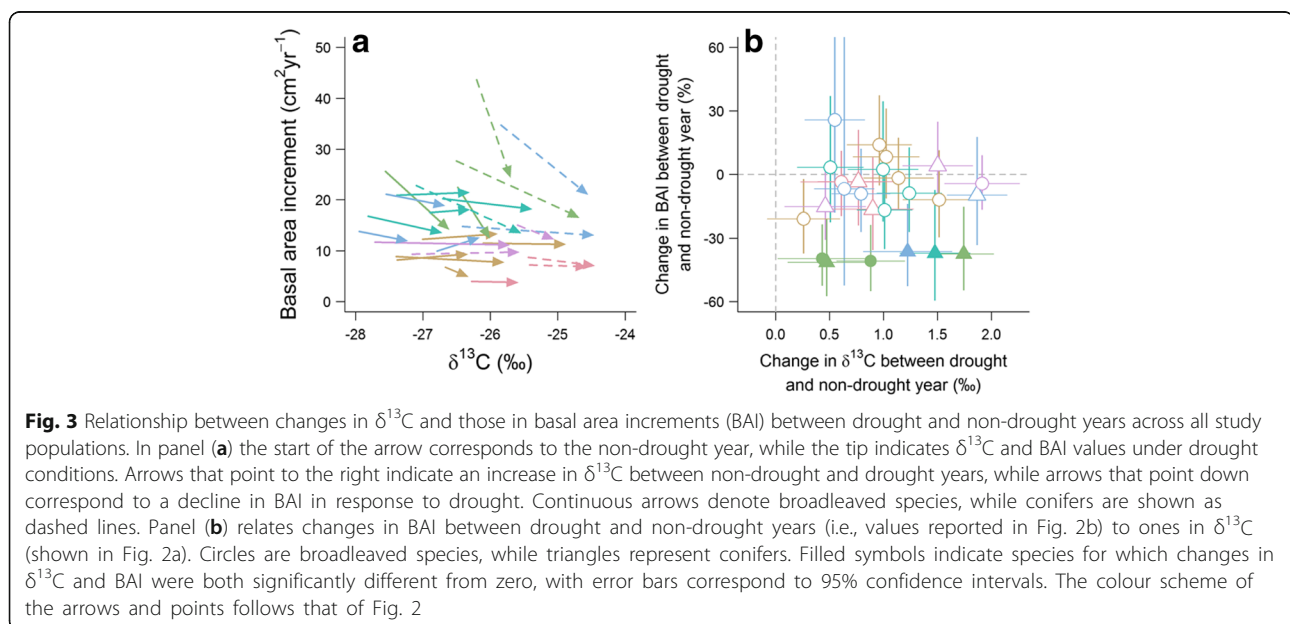 a
Basal area increment (cm²yr⁻¹)
50
40
30
20
10
0
-28
-27
-26
-25
-24
δ¹³C (‰)
b
Change in BAI between drought
and non-drought year (%)
60
30
0
-30
-60
0.0
0.5
1.0
1.5
2.0
Change in δ¹³C between drought
and non-drought year (‰)
Fig. 3 Relationship between changes in δ¹³C and those in basal area increments (BAI) between drought and non-drought years across all study
populations. In panel (a) the start of the arrow corresponds to the non-drought year, while the tip indicates δ¹³C and BAI values under drought
conditions. Arrows that point to the right indicate an increase in δ¹³C between non-drought and drought years, while arrows that point down
correspond to a decline in BAI in response to drought. Continuous arrows denote broadleaved species, while conifers are shown as
dashed lines. Panel (b) relates changes in BAI between drought and non-drought years (i.e., values reported in Fig. 2b) to ones in δ¹³C
(shown in Fig. 2a). Circles are broadleaved species, while triangles represent conifers. Filled symbols indicate species for which changes in
δ¹³C and BAI were both significantly different from zero, with error bars correspond to 95% confidence intervals. The colour scheme of
the arrows and points follows that of Fig. 2